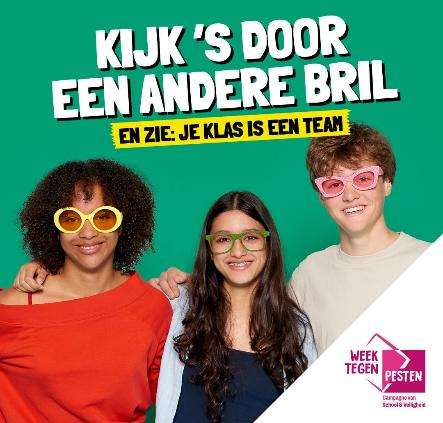 KIJK 'S DOOR
EEN ANDERE BRIL
EN ZIE: JE KLAS IS EEN TEAM
WEEK
TEGEN
PESTEN
Campagne van
School & Veiligheid